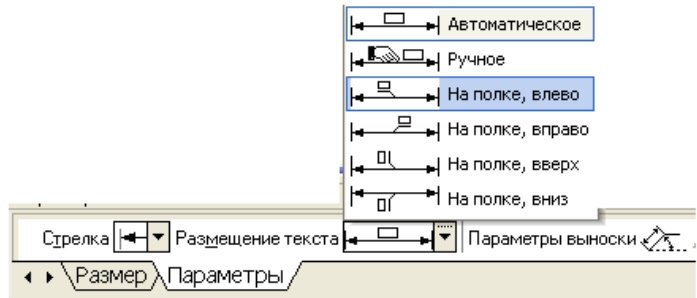 Автоматическое
Ручное
На полке, влево
На полке, вправо
На полке, вверх
На полке, вниз
Стрелка Размещение текста Параметры выноски
Размер Параметры